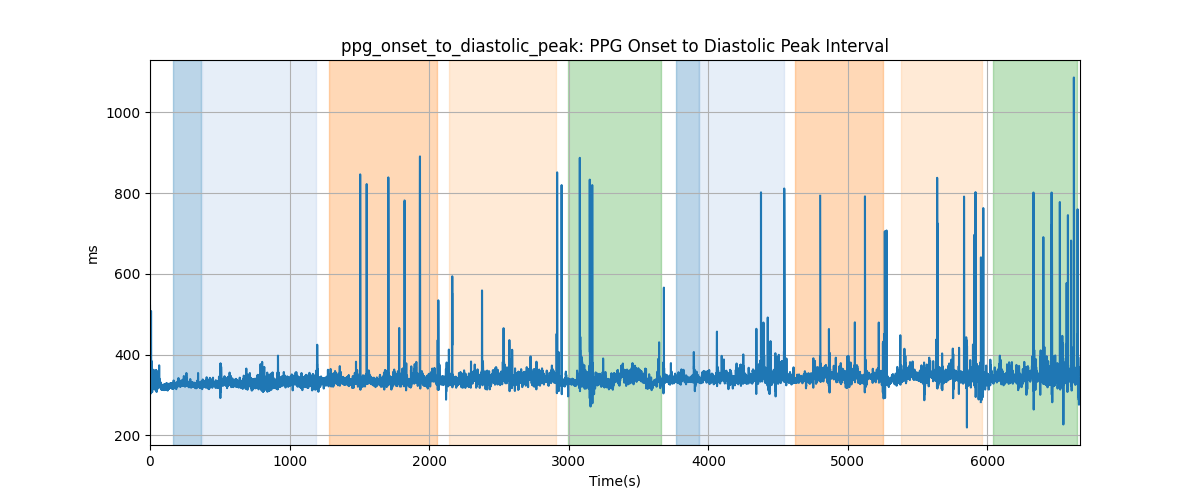 ppg_onset_to_diastolic_peak: PPG Onset to Diastolic Peak Interval
1000
800
600
400
200
ms
0 1000 2000 3000 4000 5000 6000
Time(s)